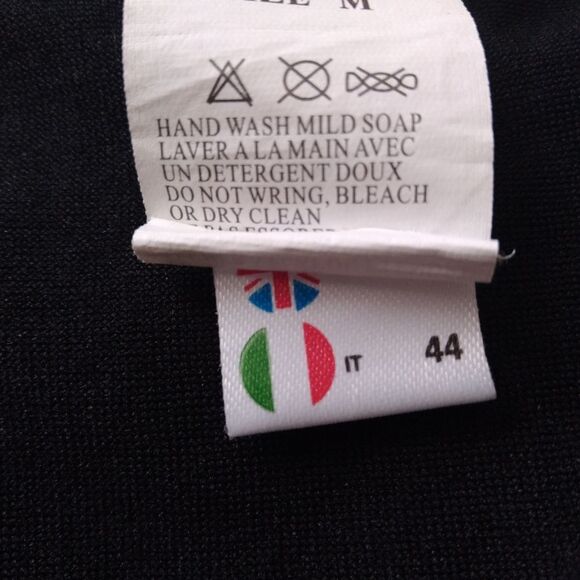 M
HAND WASH MILD SOAP
LAVER A LA MAIN AVEC
UN DETERGENT DOUX
DO NOT WRING, BLEACH
OR DRY CLEAN
IT 44